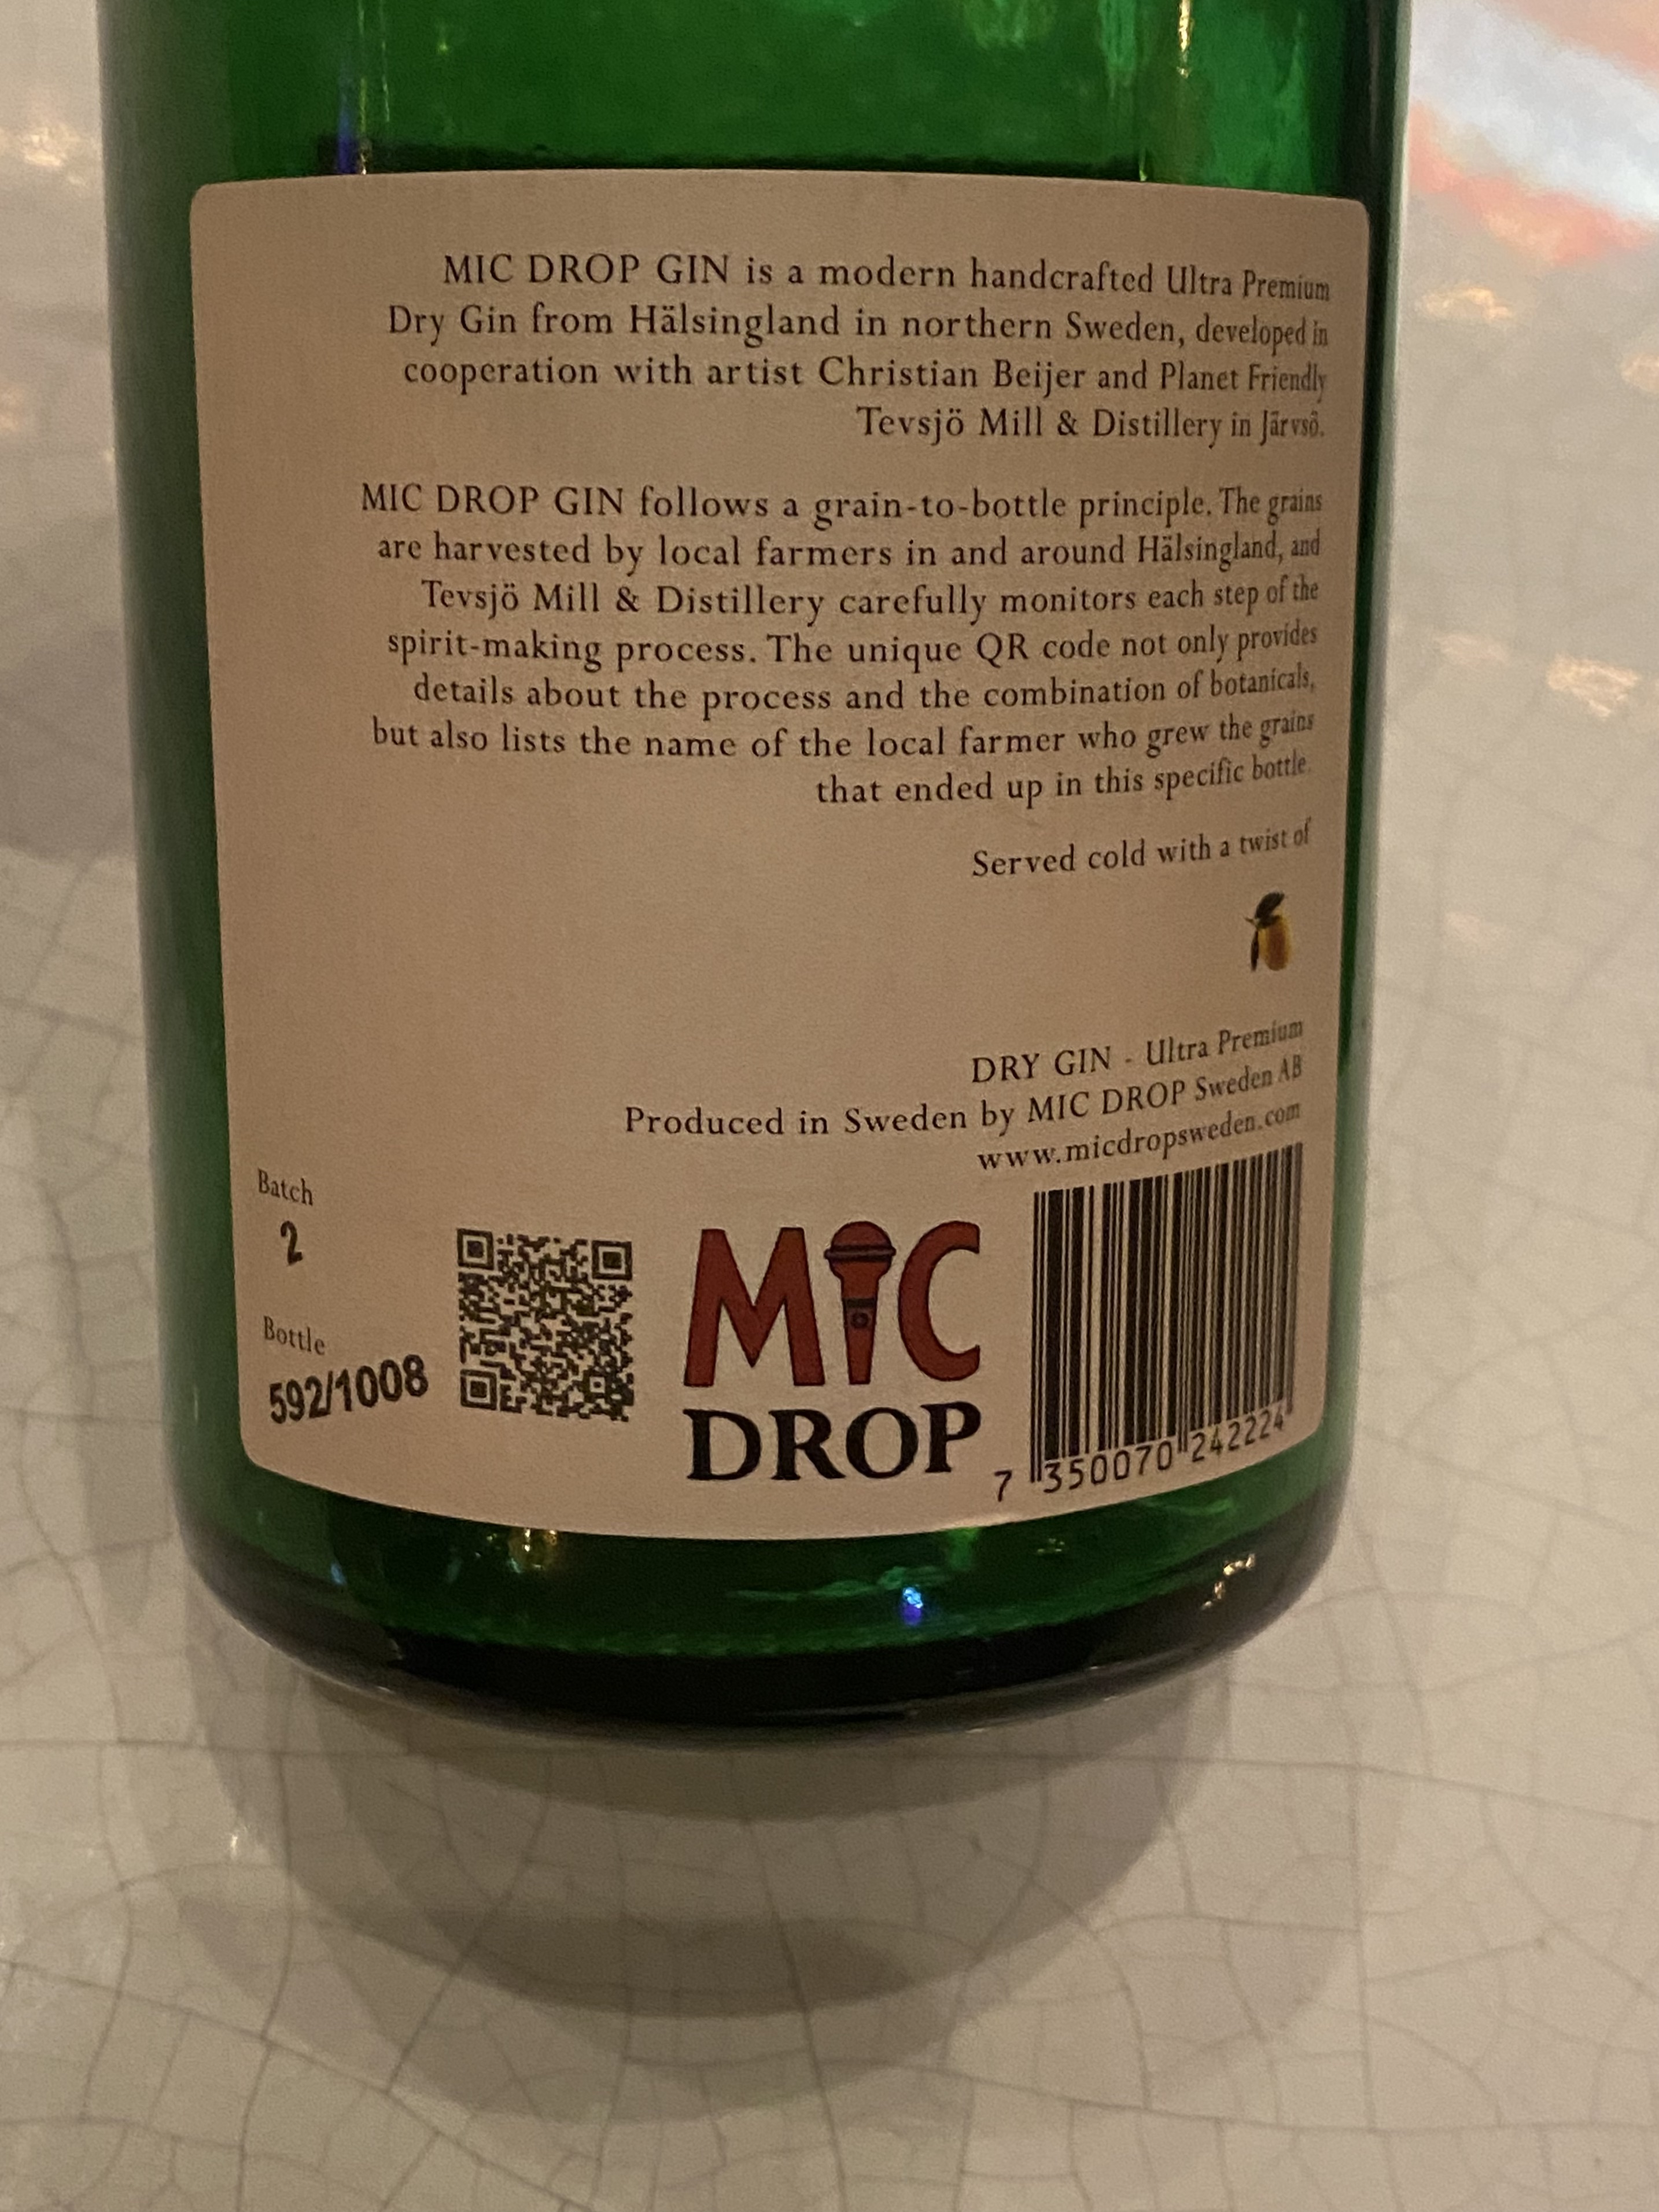 MIC DROP GIN is a modern handcrafted Ultra Premium
Dry Gin from Hälsingland in northern Sweden, developed in
cooperation with artist Christian Beijer and Planet Friendly
Tevsjö Mill & Distillery in Järvsö.
MIC DROP GIN follows a grain-to-bottle principle. The grains
are harvested by local farmers in and around Hälsingland, and
Tevsjö Mill & Distillery carefully monitors each step of the
spirit-making process. The unique QR code not only provides
details about the process and the combination of botanicals,
but also lists the name of the local farmer who grew the grains
that ended up in this specific bottle.
Served cold with a twist of
DRY GIN - Ultra Premium
Produced in Sweden by MIC DROP Sweden AB
www.micdropsweden.com
Batch
2
Bottle
592/1008
MIC
DROP
7 350070 242224